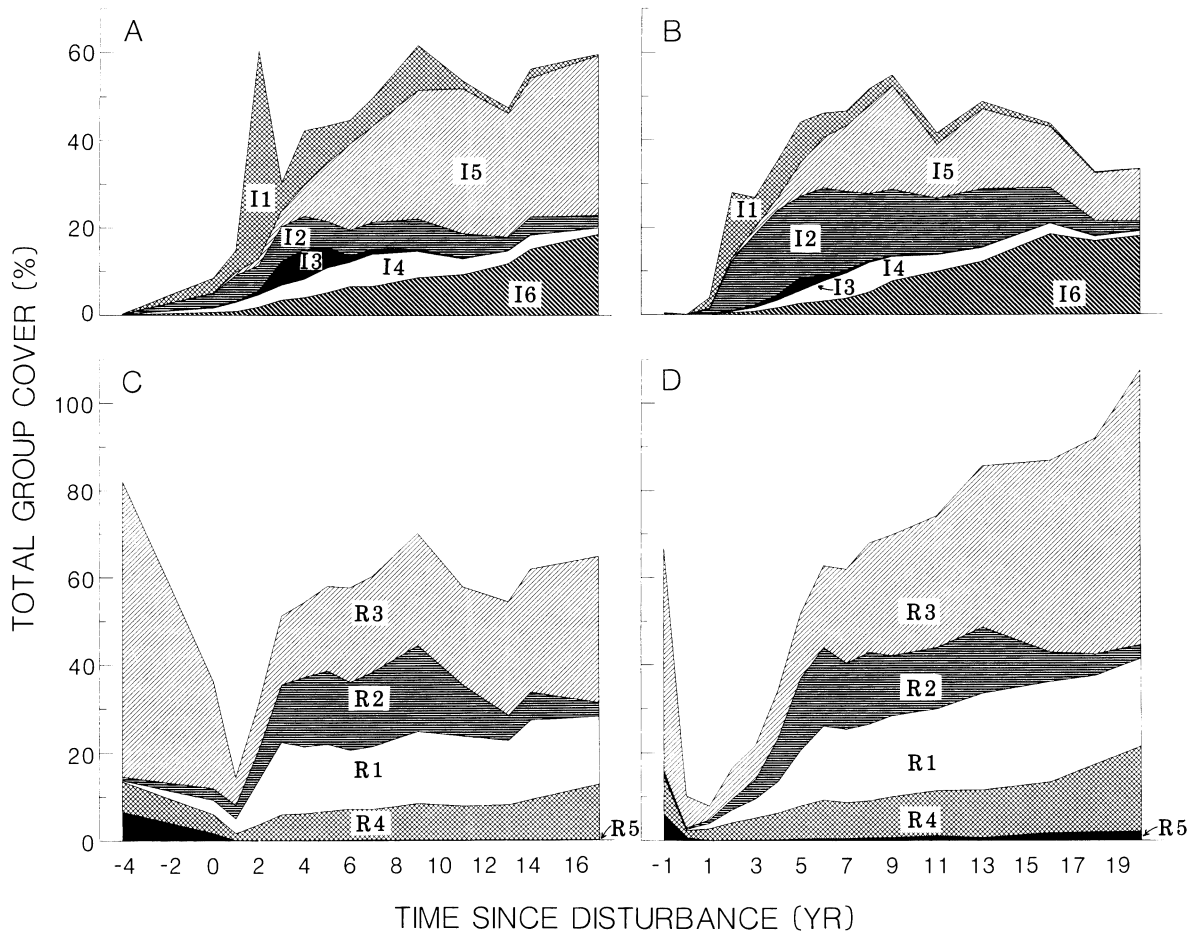 A
B
60
40
20
0
I1
I2
I3
I4
I5
I6
I1
I2
I3
I4
I5
I6
C
D
100
80
60
40
20
0
R3
R2
R1
R4
R5
R3
R2
R1
R4
R5
-4 -2 0 2 4 6 8 10 12 14 16
-1 1 3 5 7 9 11 13 15 17 19
TOTAL GROUP COVER (%)
TIME SINCE DISTURBANCE (YR)